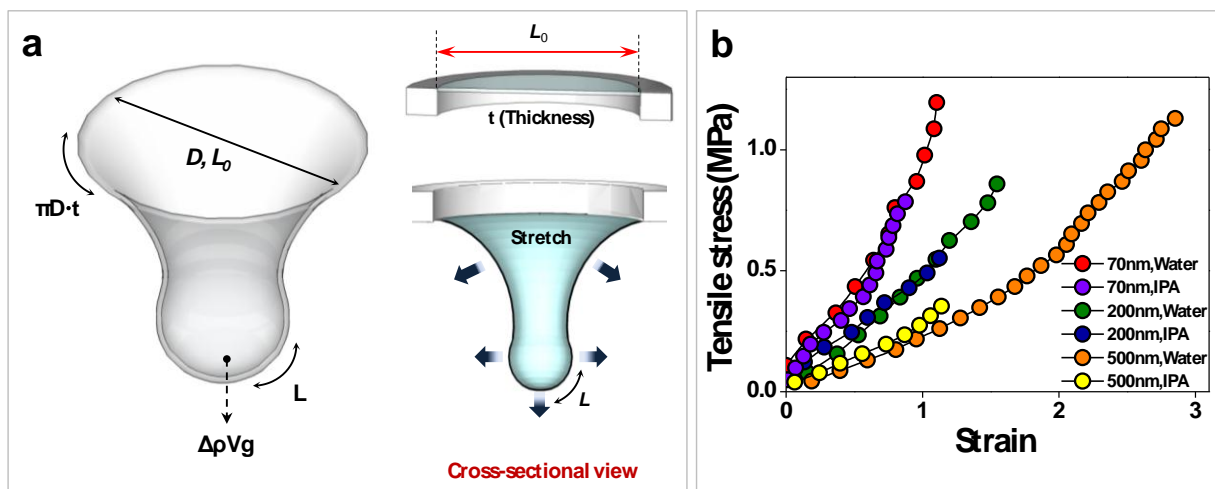 a
D, L₀
πD·t
L
ΔρVg
L₀
t (Thickness)
Stretch
L
Cross-sectional view
b
Tensile stress (MPa)
1.0
0.5
0.0
0
1
2
3
Strain
70nm,Water
70nm,IPA
200nm,Water
200nm,IPA
500nm,Water
500nm,IPA